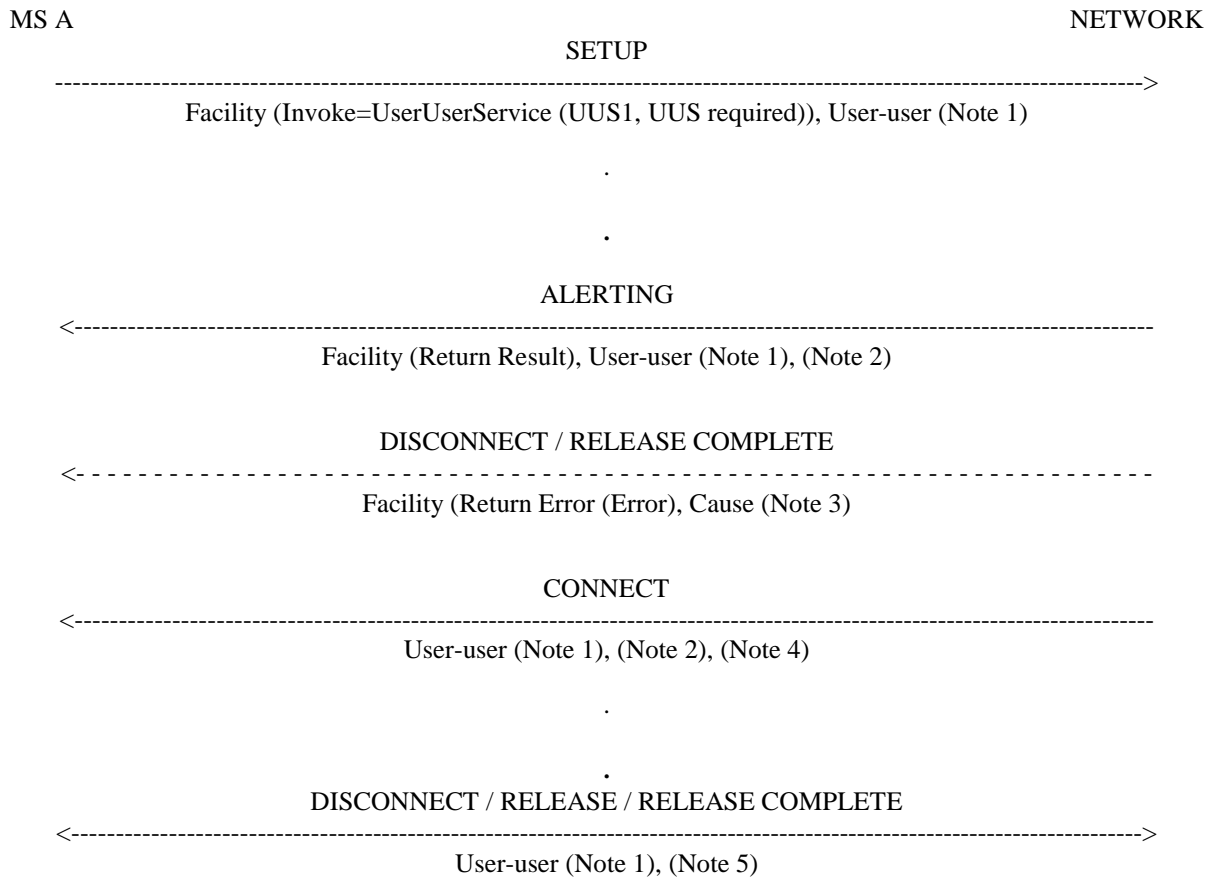 MS A NETWORK
SETUP
----------------------------------------------------------------------------------------------------------------------------->
Facility (Invoke=UserUserService (UUS1, UUS required)), User-user (Note 1)
.
.
ALERTING
<----------------------------------------------------------------------------------------------------------------------------
Facility (Return Result), User-user (Note 1), (Note 2)
DISCONNECT / RELEASE COMPLETE
<- - - - - - - - - - - - - - - - - - - - - - - - - - - - - - - - - - - - - - - - - - - - - - - - - - - - - - - - - - - - - - - - - - - - - -
Facility (Return Error (Error), Cause (Note 3)
CONNECT
<----------------------------------------------------------------------------------------------------------------------------
User-user (Note 1), (Note 2), (Note 4)
.
.
DISCONNECT / RELEASE / RELEASE COMPLETE
<--------------------------------------------------------------------------------------------------------------------------->
User-user (Note 1), (Note 5)